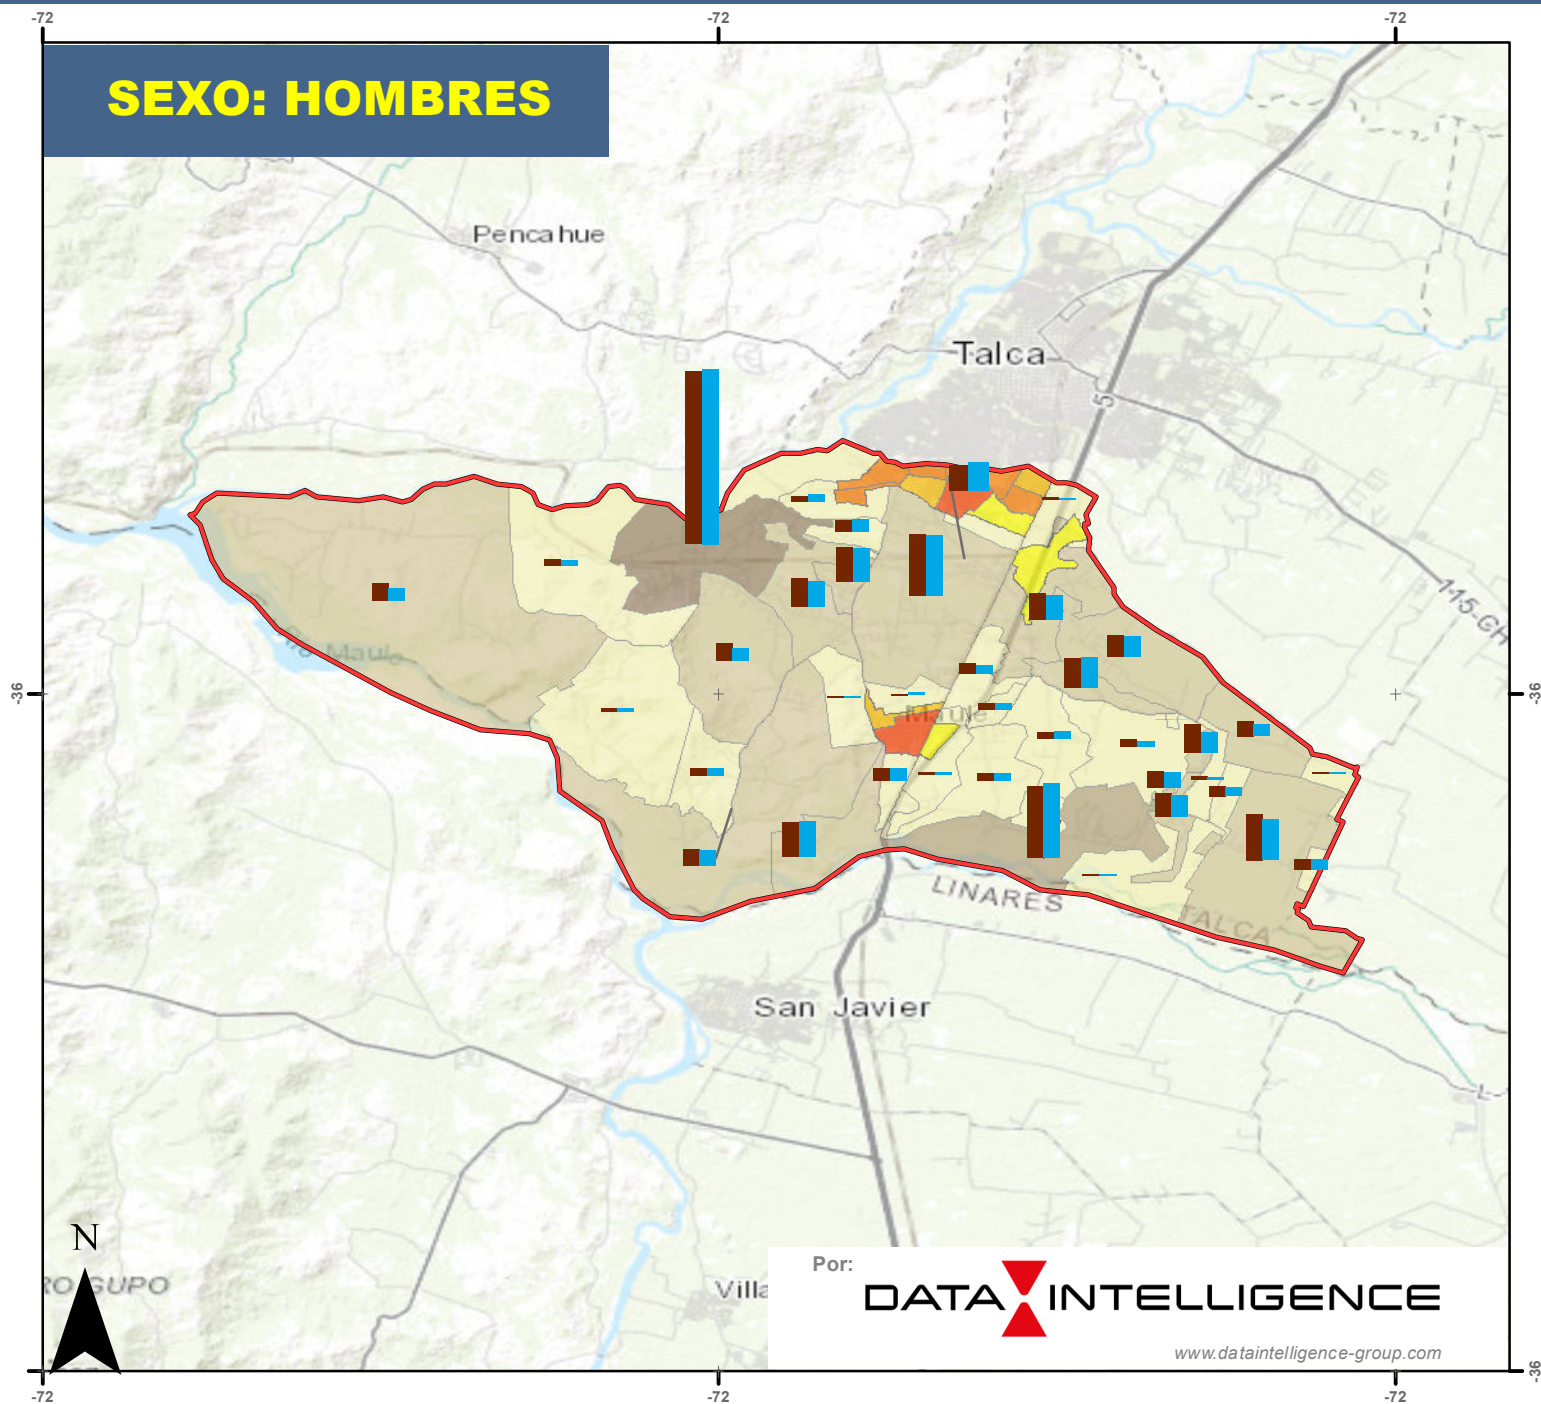 -72
-72
-72
SEXO: HOMBRES
Pencahue
Talca
5
115-CH
Maule
-36
-36
Maule
LINARES
TALCA
San Javier
N
Por:
DATA INTELLIGENCE
www.dataintelligence-group.com
GUPO
Villa
-36
-72
-72
-72